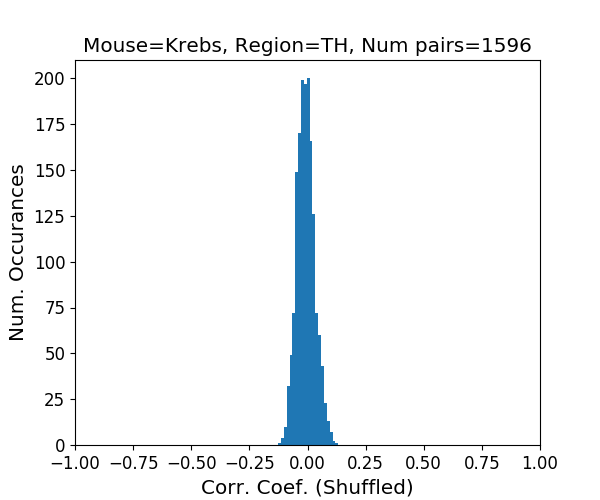 Mouse=Krebs, Region=TH, Num pairs=1596
Num. Occurances
200
175
150
125
100
75
50
25
0
−1.00 −0.75 −0.50 −0.25 0.00 0.25 0.50 0.75 1.00
Corr. Coef. (Shuffled)